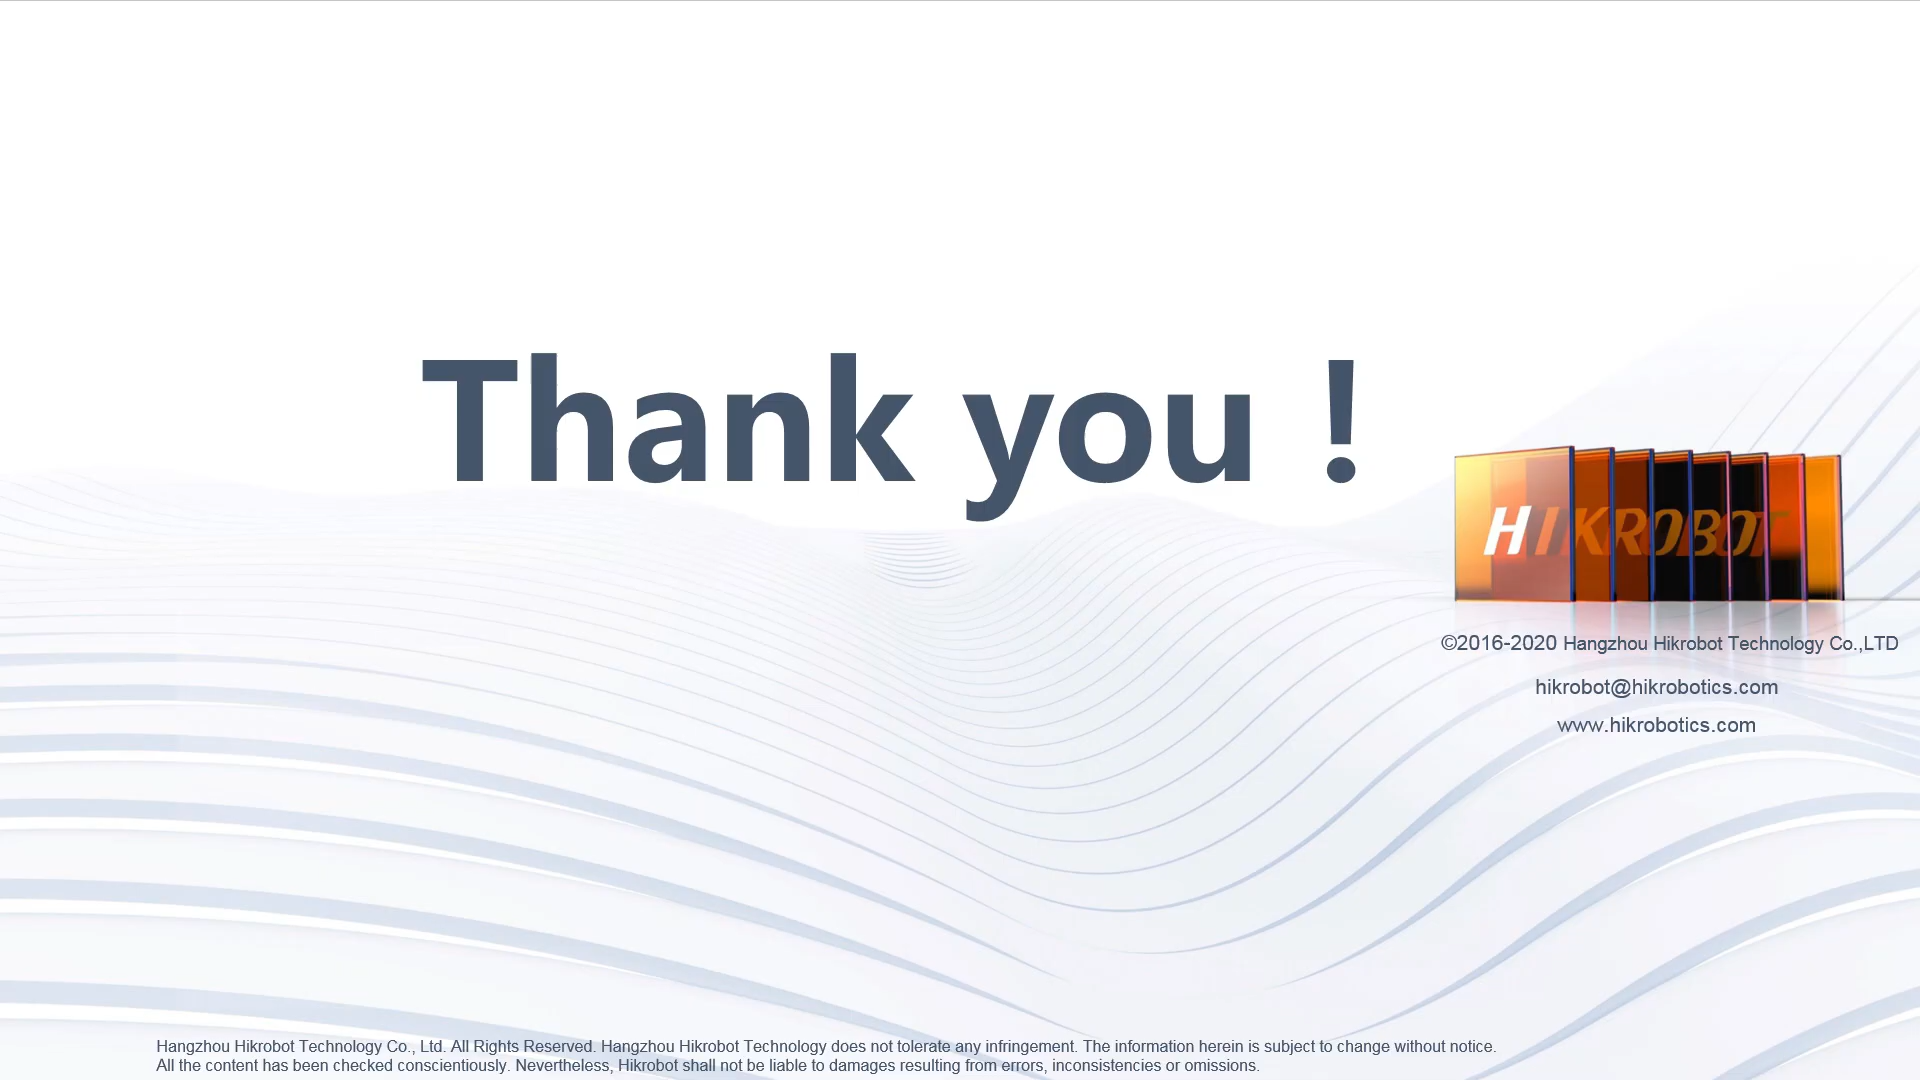 Thank you！
HIKROBOT
©2016-2020 Hangzhou Hikrobot Technology Co.,LTD
hikrobot@hikrobotics.com
www.hikrobotics.com
Hangzhou Hikrobot Technology Co., Ltd. All Rights Reserved. Hangzhou Hikrobot Technology does not tolerate any infringement. The information herein is subject to change without notice.
All the content has been checked conscientiously. Nevertheless, Hikrobot shall not be liable to damages resulting from errors, inconsistencies or omissions.